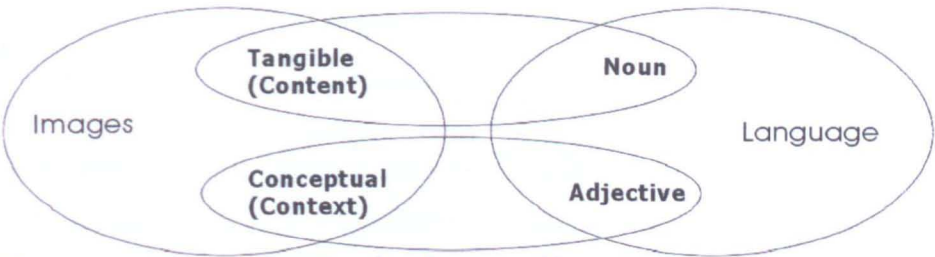 Tangible
(Content)
Noun
Images
Language
Conceptual
(Context)
Adjective